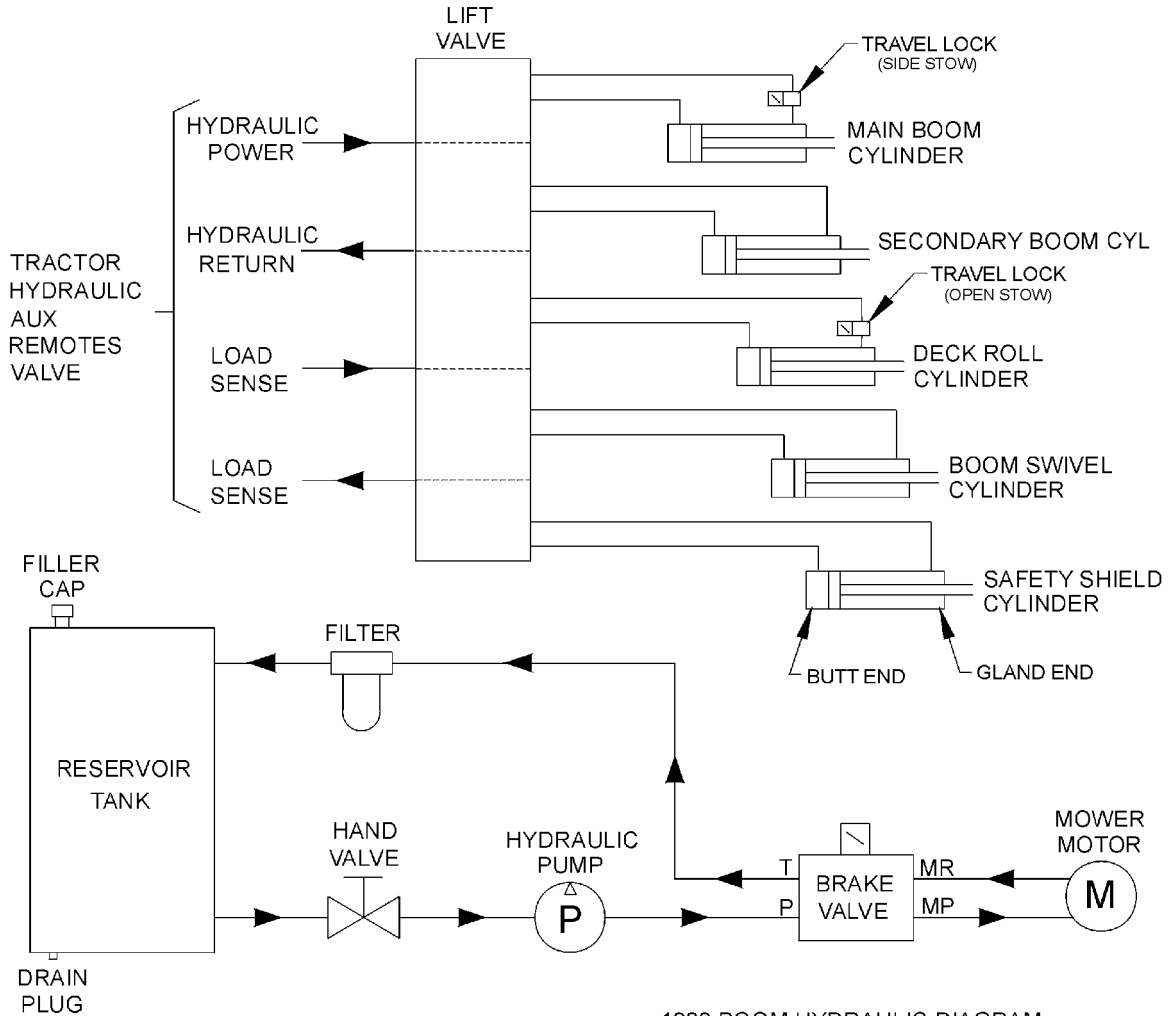 LIFT
VALVE
TRAVEL LOCK
(SIDE STOW)
HYDRAULIC
POWER
MAIN BOOM
CYLINDER
HYDRAULIC
RETURN
SECONDARY BOOM CYL
TRACTOR
HYDRAULIC
AUX
REMOTES
VALVE
TRAVEL LOCK
(OPEN STOW)
LOAD
SENSE
DECK ROLL
CYLINDER
LOAD
SENSE
BOOM SWIVEL
CYLINDER
FILLER
CAP
SAFETY SHIELD
CYLINDER
FILTER
BUTT END
GLAND END
RESERVOIR
TANK
HAND
VALVE
HYDRAULIC
PUMP
MOWER
MOTOR
T
BRAKE
VALVE
MR
M
P
P
MP
DRAIN
PLUG
BOOM HYDRAULIC DIAGRAM